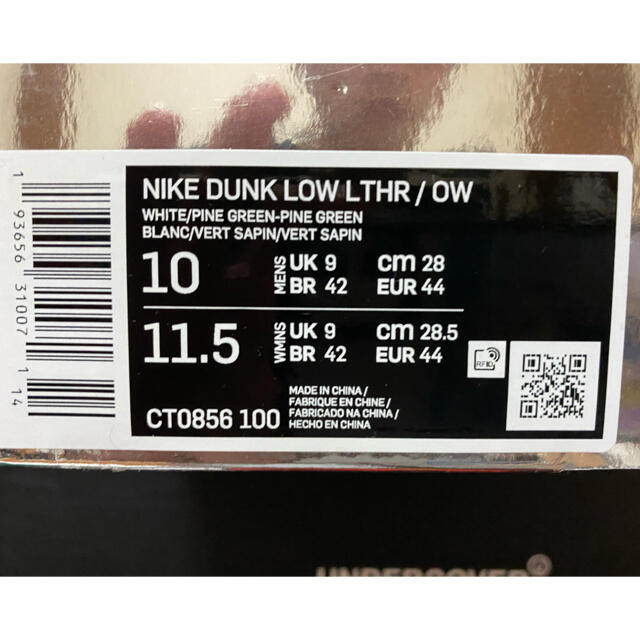 NIKE DUNK LOW LTHR / OW
WHITE/PINE GREEN-PINE GREEN
BLANC/VERT SAPIN/VERT SAPIN
10 MENS UK 9 cm 28
BR 42 EUR 44
11.5 WMNS UK 9 cm 28.5
BR 42 EUR 44
RFID
CT0856 100
MADE IN CHINA /
FABRIQUE EN CHINE /
FABRICADO NA CHINA /
HECHO EN CHINA
1 93656 31007 1 14
UNDERCOVER®